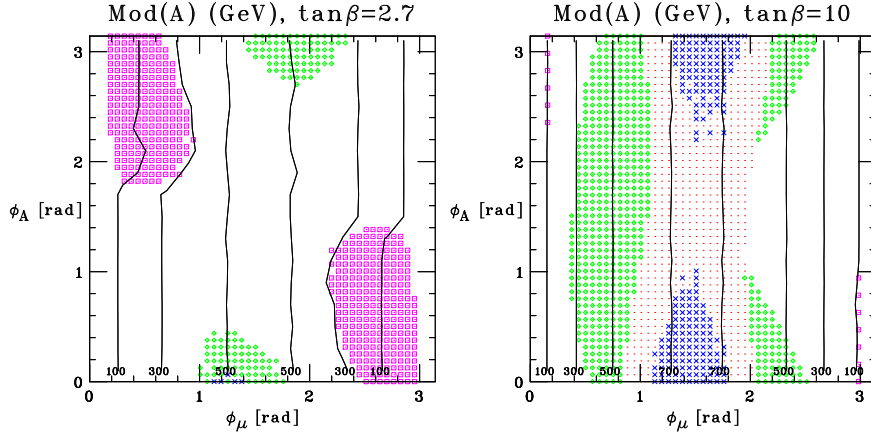 Mod(A) (GeV), tanβ=2.7
3
2
ϕA [rad]
1
0
100 300 500 500 300 100
0 1 2 3
ϕμ [rad]
Mod(A) (GeV), tanβ=10
3
2
ϕA [rad]
1
0
100 300 500 700 700 500 300 100
0 1 2 3
ϕμ [rad]